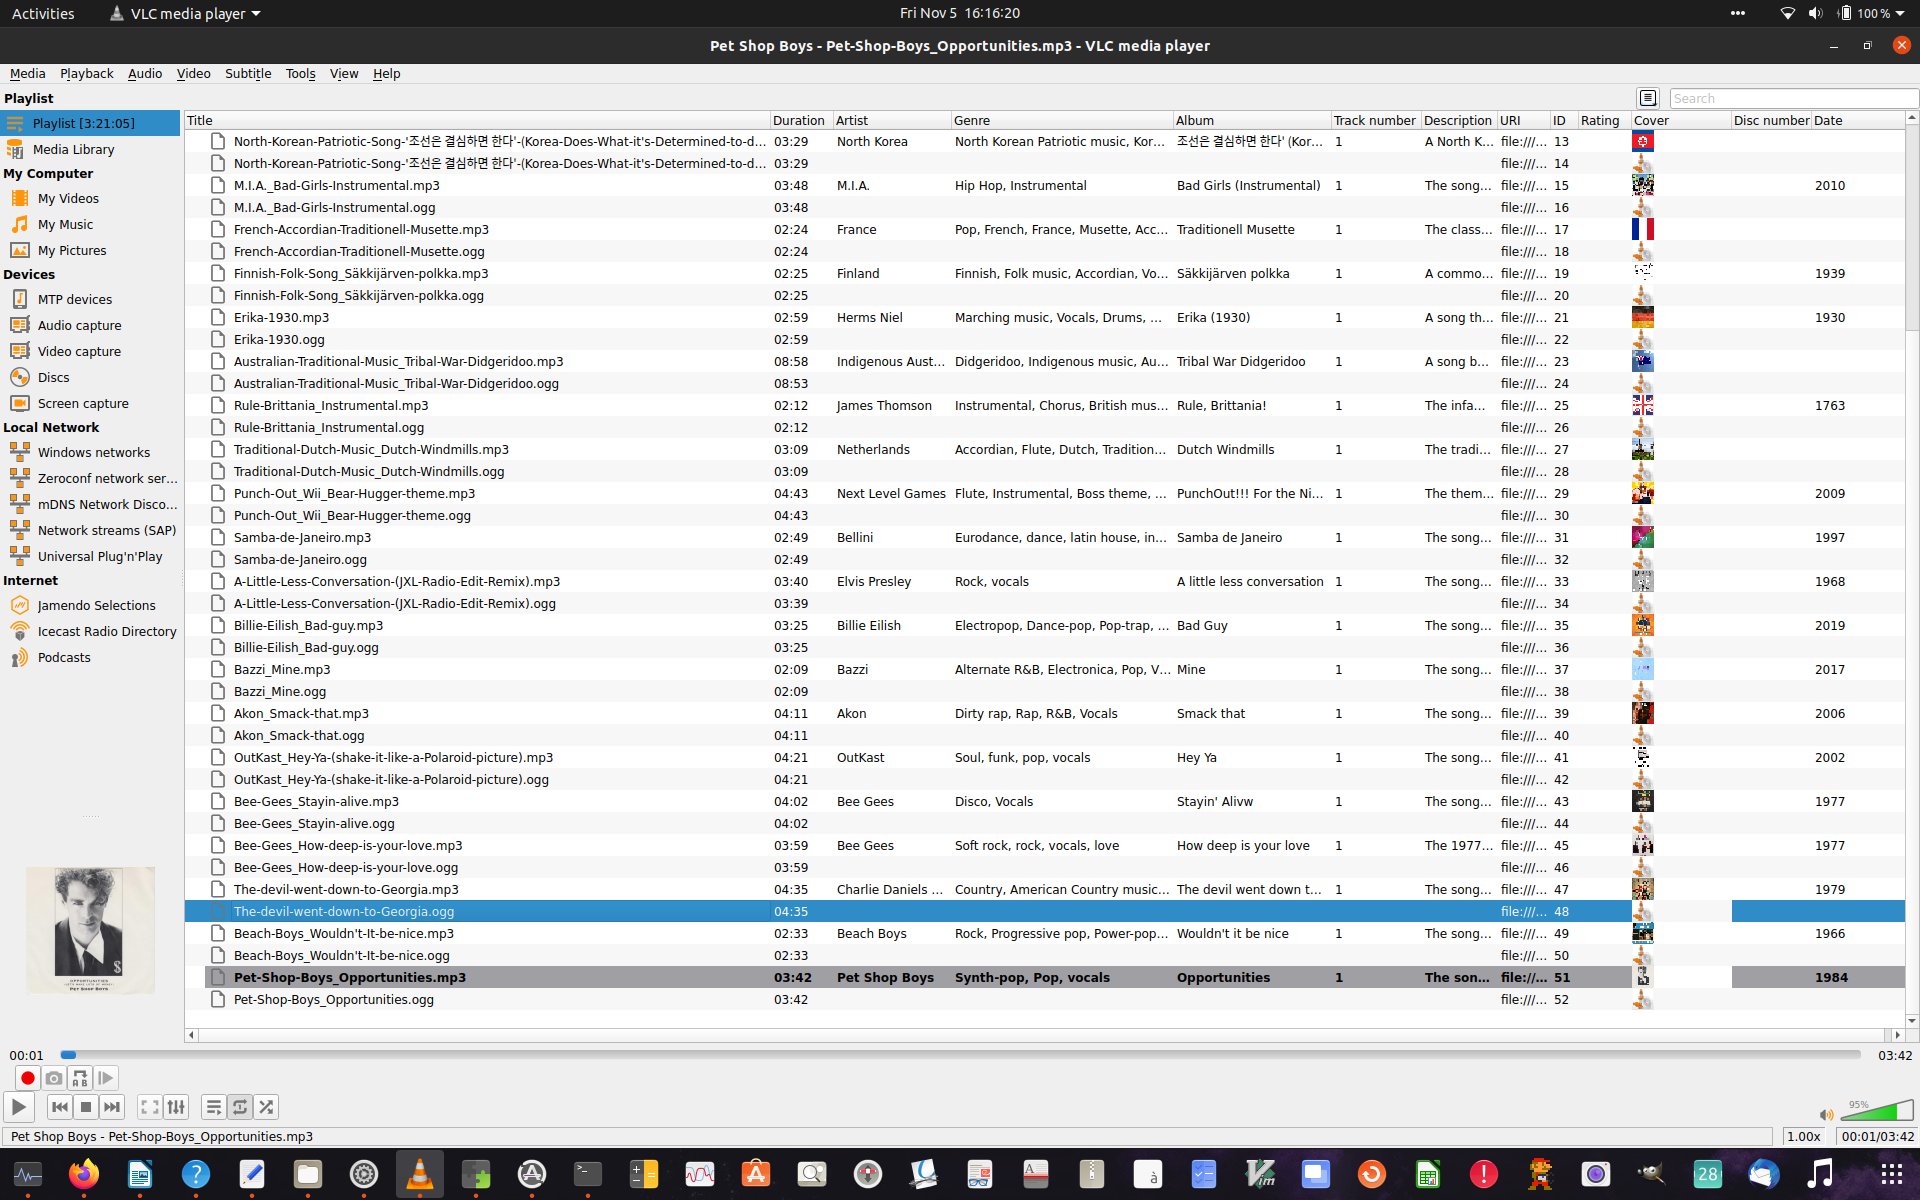 Activities VLC media player Fri Nov 5 16:16:20 100 %
Pet Shop Boys - Pet-Shop-Boys_Opportunities.mp3 - VLC media player
Media Playback Audio Video Subtitle Tools View Help
Playlist
Search
Playlist [3:21:05]
Media Library
My Computer
My Videos
My Music
My Pictures
Devices
MTP devices
Audio capture
Video capture
Discs
Screen capture
Local Network
Windows networks
Zeroconf network ser...
mDNS Network Disco...
Network streams (SAP)
Universal Plug'n'Play
Internet
Jamendo Selections
Icecast Radio Directory
Podcasts
Title Duration Artist Genre Album Track number Description URI ID Rating Cover Disc number Date
North-Korean-Patriotic-Song-'조선은 결심하면 한다'-(Korea-Does-What-it's-Determined-to-d... 03:29 North Korea North Korean Patriotic music, Kor... 조선은 결심하면 한다' (Kor... 1 A North K... file:///... 13
North-Korean-Patriotic-Song-'조선은 결심하면 한다'-(Korea-Does-What-it's-Determined-to-d... 03:29 file:///... 14
M.I.A._Bad-Girls-Instrumental.mp3 03:48 M.I.A. Hip Hop, Instrumental Bad Girls (Instrumental) 1 The song... file:///... 15 2010
M.I.A._Bad-Girls-Instrumental.ogg 03:48 file:///... 16
French-Accordian-Traditionell-Musette.mp3 02:24 France Pop, French, France, Musette, Acc... Traditionell Musette 1 The class... file:///... 17
French-Accordian-Traditionell-Musette.ogg 02:24 file:///... 18
Finnish-Folk-Song_Säkkijärven-polkka.mp3 02:25 Finland Finnish, Folk music, Accordian, Vo... Säkkijärven polkka 1 A commo... file:///... 19 1939
Finnish-Folk-Song_Säkkijärven-polkka.ogg 02:25 file:///... 20
Erika-1930.mp3 02:59 Herms Niel Marching music, Vocals, Drums, ... Erika (1930) 1 A song th... file:///... 21 1930
Erika-1930.ogg 02:59 file:///... 22
Australian-Traditional-Music_Tribal-War-Didgeridoo.mp3 08:58 Indigenous Aust... Didgeridoo, Indigenous music, Au... Tribal War Didgeridoo 1 A song b... file:///... 23
Australian-Traditional-Music_Tribal-War-Didgeridoo.ogg 08:53 file:///... 24
Rule-Brittania_Instrumental.mp3 02:12 James Thomson Instrumental, Chorus, British mus... Rule, Brittania! 1 The infa... file:///... 25 1763
Rule-Brittania_Instrumental.ogg 02:12 file:///... 26
Traditional-Dutch-Music_Dutch-Windmills.mp3 03:09 Netherlands Accordian, Flute, Dutch, Tradition... Dutch Windmills 1 The tradi... file:///... 27
Traditional-Dutch-Music_Dutch-Windmills.ogg 03:09 file:///... 28
Punch-Out_Wii_Bear-Hugger-theme.mp3 04:43 Next Level Games Flute, Instrumental, Boss theme, ... PunchOut!!! For the Ni... 1 The them... file:///... 29 2009
Punch-Out_Wii_Bear-Hugger-theme.ogg 04:43 file:///... 30
Samba-de-Janeiro.mp3 02:49 Bellini Eurodance, dance, latin house, in... Samba de Janeiro 1 The song... file:///... 31 1997
Samba-de-Janeiro.ogg 02:49 file:///... 32
A-Little-Less-Conversation-(JXL-Radio-Edit-Remix).mp3 03:40 Elvis Presley Rock, vocals A little less conversation 1 The song... file:///... 33 1968
A-Little-Less-Conversation-(JXL-Radio-Edit-Remix).ogg 03:39 file:///... 34
Billie-Eilish_Bad-guy.mp3 03:25 Billie Eilish Electropop, Dance-pop, Pop-trap, ... Bad Guy 1 The song... file:///... 35 2019
Billie-Eilish_Bad-guy.ogg 03:25 file:///... 36
Bazzi_Mine.mp3 02:09 Bazzi Alternate R&B, Electronica, Pop, V... Mine 1 The song... file:///... 37 2017
Bazzi_Mine.ogg 02:09 file:///... 38
Akon_Smack-that.mp3 04:11 Akon Dirty rap, Rap, R&B, Vocals Smack that 1 The song... file:///... 39 2006
Akon_Smack-that.ogg 04:11 file:///... 40
OutKast_Hey-Ya-(shake-it-like-a-Polaroid-picture).mp3 04:21 OutKast Soul, funk, pop, vocals Hey Ya 1 The song... file:///... 41 2002
OutKast_Hey-Ya-(shake-it-like-a-Polaroid-picture).ogg 04:21 file:///... 42
Bee-Gees_Stayin-alive.mp3 04:02 Bee Gees Disco, Vocals Stayin' Alivw 1 The song... file:///... 43 1977
Bee-Gees_Stayin-alive.ogg 04:02 file:///... 44
Bee-Gees_How-deep-is-your-love.mp3 03:59 Bee Gees Soft rock, rock, vocals, love How deep is your love 1 The 1977... file:///... 45 1977
Bee-Gees_How-deep-is-your-love.ogg 03:59 file:///... 46
The-devil-went-down-to-Georgia.mp3 04:35 Charlie Daniels ... Country, American Country music... The devil went down t... 1 The song... file:///... 47 1979
The-devil-went-down-to-Georgia.ogg 04:35 file:///... 48
Beach-Boys_Wouldn't-It-be-nice.mp3 02:33 Beach Boys Rock, Progressive pop, Power-pop... Wouldn't it be nice 1 The song... file:///... 49 1966
Beach-Boys_Wouldn't-It-be-nice.ogg 02:33 file:///... 50
Pet-Shop-Boys_Opportunities.mp3 03:42 Pet Shop Boys Synth-pop, Pop, vocals Opportunities 1 The son... file://... 51 1984
Pet-Shop-Boys_Opportunities.ogg 03:42 file:///... 52
$
OPPORTUNITIES
PET SHOP BOYS
00:01 03:42
95%
Pet Shop Boys - Pet-Shop-Boys_Opportunities.mp3 1.00x 00:01/03:42
28